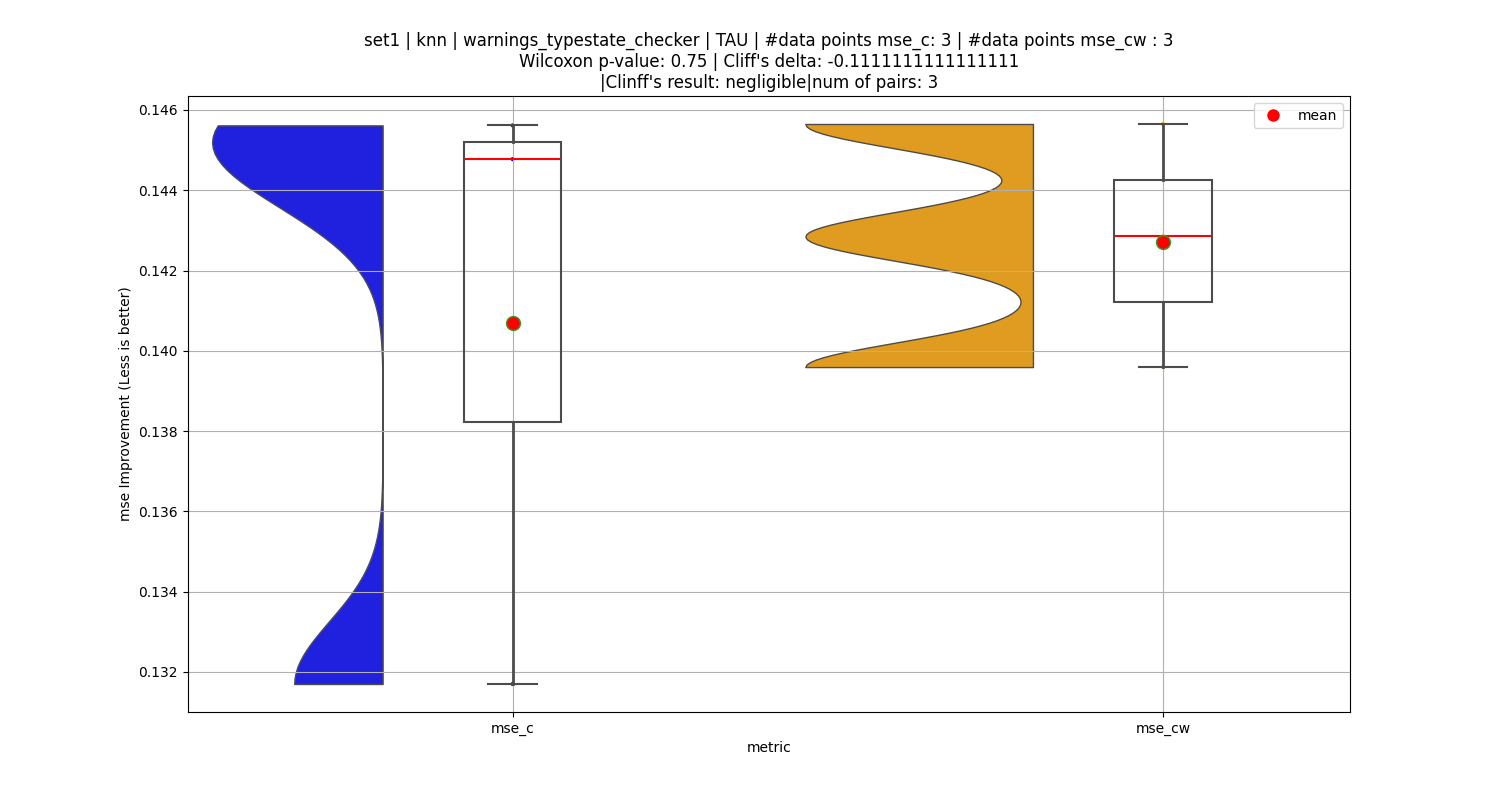 set1 | knn | warnings_typestate_checker | TAU | #data points mse_c: 3 | #data points mse_cw : 3
Wilcoxon p-value: 0.75 | Cliff's delta: -0.1111111111111111
|Clinff's result: negligible|num of pairs: 3
mean
0.146
0.144
0.142
0.140
0.138
0.136
0.134
0.132
mse Improvement (Less is better)
mse_c
mse_cw
metric